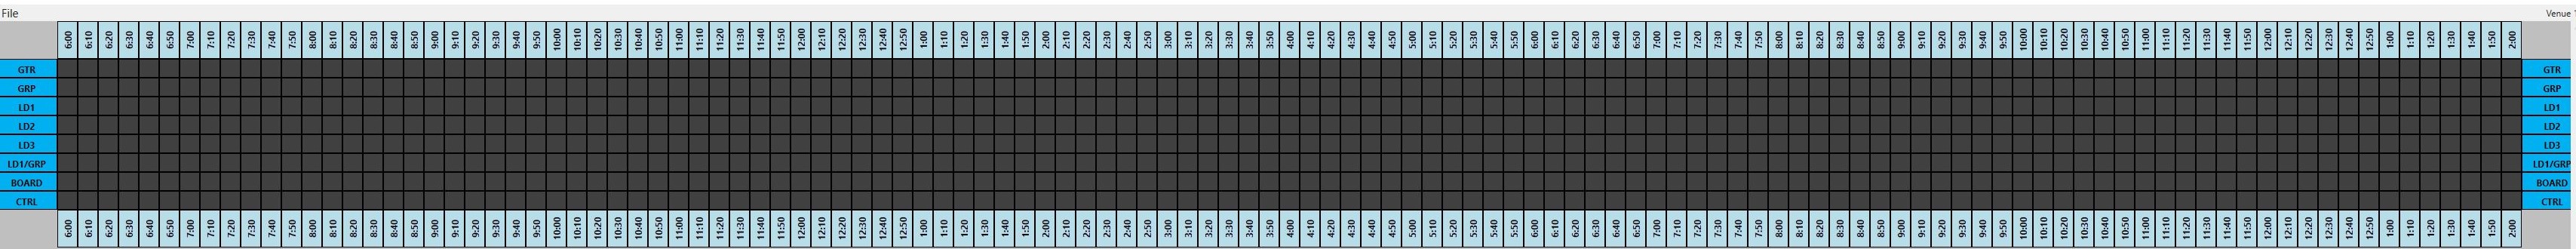 File Venue
6:00 6:10 6:20 6:30 6:40 6:50 7:00 7:10 7:20 7:30 7:40 7:50 8:00 8:10 8:20 8:30 8:40 8:50 9:00 9:10 9:20 9:30 9:40 9:50 10:00 10:10 10:20 10:30 10:40 10:50 11:00 11:10 11:20 11:30 11:40 11:50 12:00 12:10 12:20 12:30 12:40 12:50 1:00 1:10 1:20 1:30 1:40 1:50 2:00 2:10 2:20 2:30 2:40 2:50 3:00 3:10 3:20 3:30 3:40 3:50 4:00 4:10 4:20 4:30 4:40 4:50 5:00 5:10 5:20 5:30 5:40 5:50 6:00 6:10 6:20 6:30 6:40 6:50 7:00 7:10 7:20 7:30 7:40 7:50 8:00 8:10 8:20 8:30 8:40 8:50 9:00 9:10 9:20 9:30 9:40 9:50 10:00 10:10 10:20 10:30 10:40 10:50 11:00 11:10 11:20 11:30 11:40 11:50 12:00 12:10 12:20 12:30 12:40 12:50 1:00 1:10 1:20 1:30 1:40 1:50 2:00
GTR GTR
GRP GRP
LD1 LD1
LD2 LD2
LD3 LD3
LD1/GRP LD1/GRP
BOARD BOARD
CTRL CTRL
6:00 6:10 6:20 6:30 6:40 6:50 7:00 7:10 7:20 7:30 7:40 7:50 8:00 8:10 8:20 8:30 8:40 8:50 9:00 9:10 9:20 9:30 9:40 9:50 10:00 10:10 10:20 10:30 10:40 10:50 11:00 11:10 11:20 11:30 11:40 11:50 12:00 12:10 12:20 12:30 12:40 12:50 1:00 1:10 1:20 1:30 1:40 1:50 2:00 2:10 2:20 2:30 2:40 2:50 3:00 3:10 3:20 3:30 3:40 3:50 4:00 4:10 4:20 4:30 4:40 4:50 5:00 5:10 5:20 5:30 5:40 5:50 6:00 6:10 6:20 6:30 6:40 6:50 7:00 7:10 7:20 7:30 7:40 7:50 8:00 8:10 8:20 8:30 8:40 8:50 9:00 9:10 9:20 9:30 9:40 9:50 10:00 10:10 10:20 10:30 10:40 10:50 11:00 11:10 11:20 11:30 11:40 11:50 12:00 12:10 12:20 12:30 12:40 12:50 1:00 1:10 1:20 1:30 1:40 1:50 2:00